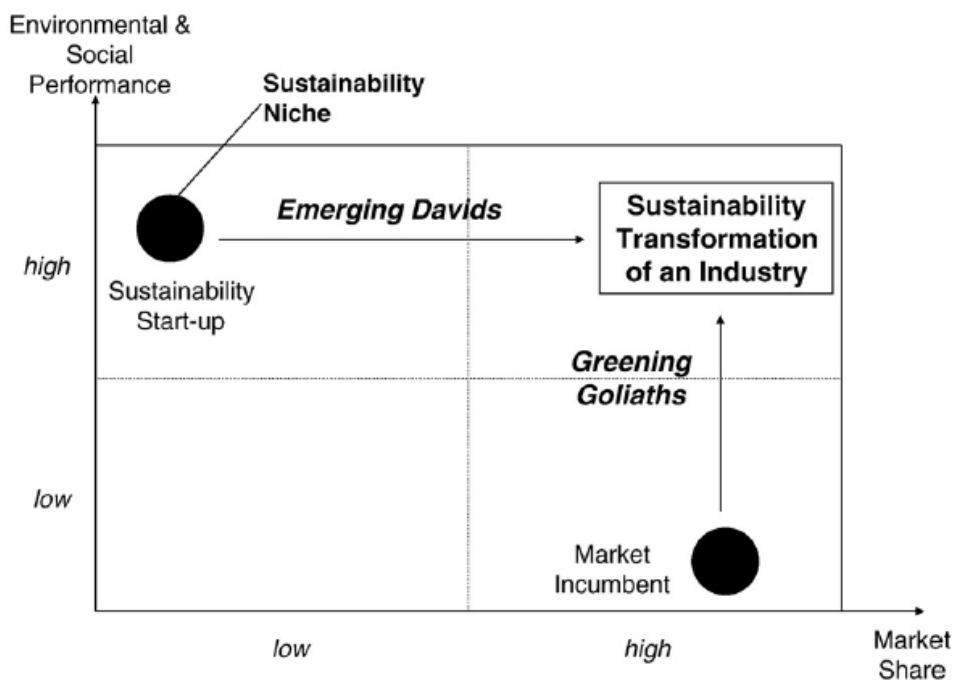 Environmental &
Social
Performance
Sustainability
Niche
Emerging Davids
Sustainability
Transformation
of an Industry
high
Sustainability
Start-up
Greening
Goliaths
low
Market
Incumbent
low
high
Market
Share